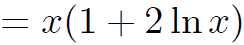 = x(1 + 2 ln x)